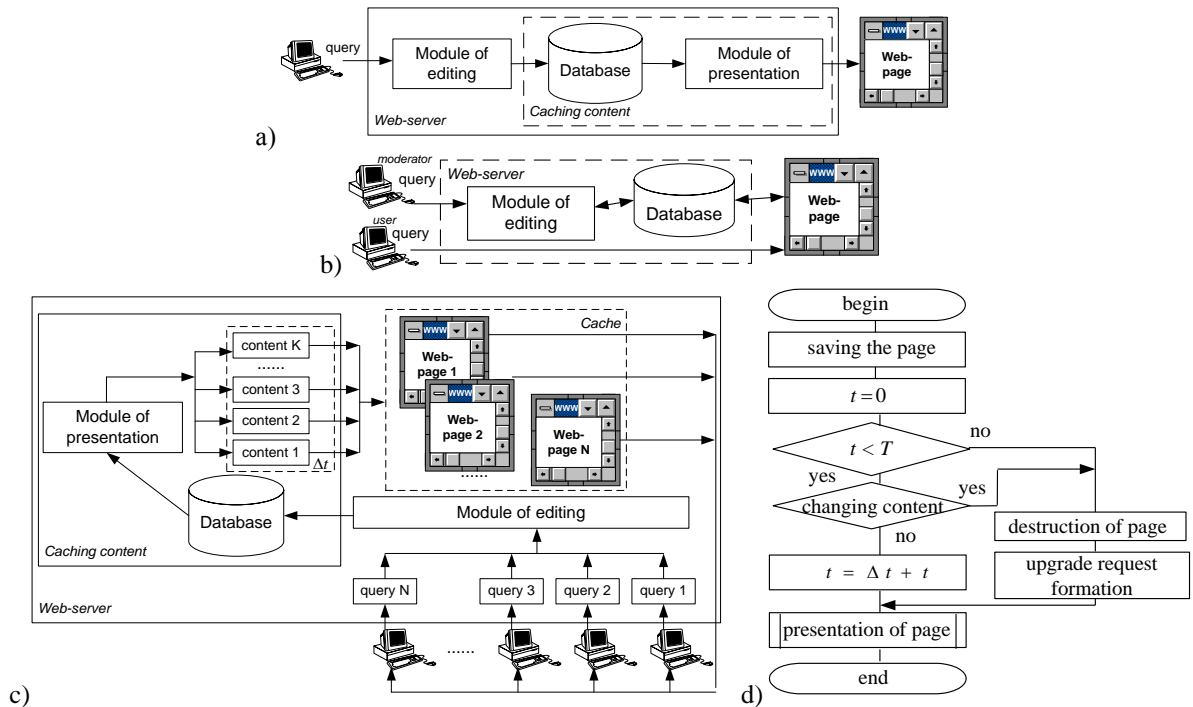 query
Module of
editing
Database
Module of
presentation
Caching content
Web-server
WWW
Web-
page
a)
moderator
query
Web-server
Module of
editing
Database
user
query
WWW
Web-
page
b)
Caching content
Web-server
content K
......
content 3
content 2
content 1
Δt
Module of
presentation
Database
Cache
WWW
Web-
page 1
WWW
Web-
page 2
......
WWW
Web-
page N
Module of editing
query N
query 3
query 2
query 1
......
c)
begin
saving the page
t = 0
t < T
no
yes
changing content
yes
no
destruction of page
upgrade request
formation
t = Δ t + t
presentation of page
end
d)